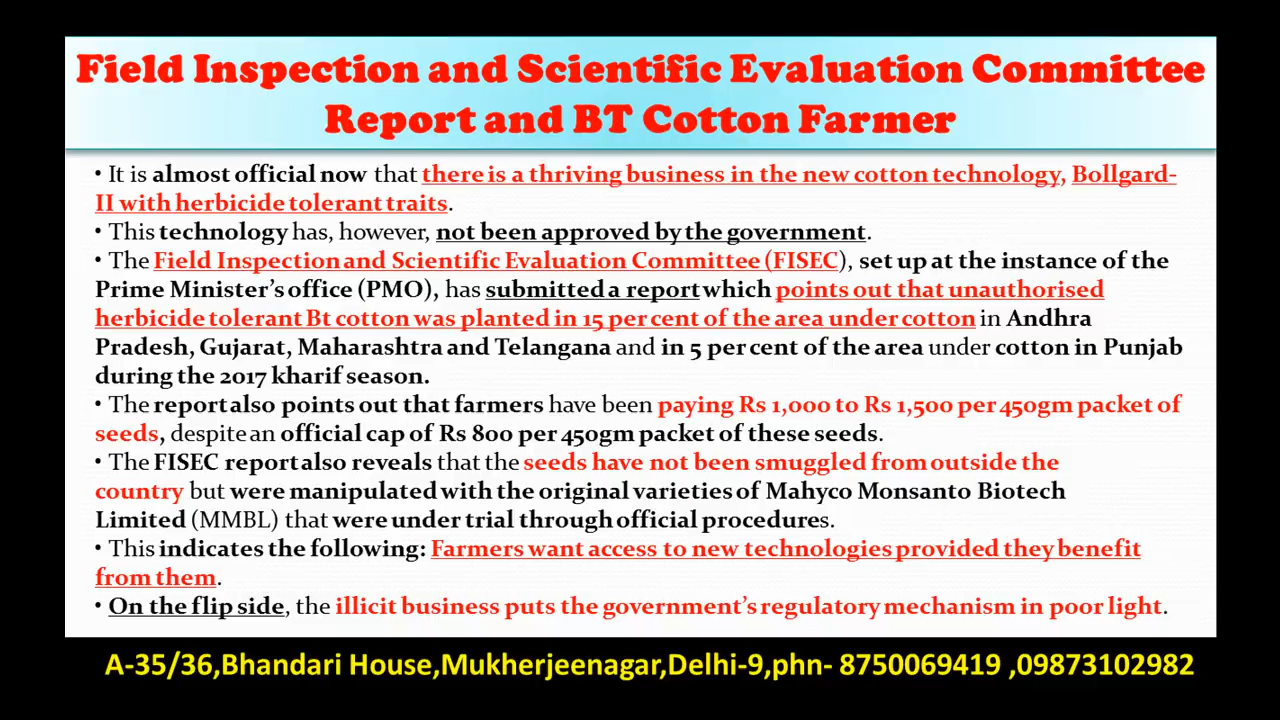 Field Inspection and Scientific Evaluation Committee
Report and BT Cotton Farmer
• It is almost official now that there is a thriving business in the new cotton technology, Bollgard-
II with herbicide tolerant traits.
• This technology has, however, not been approved by the government.
• The Field Inspection and Scientific Evaluation Committee (FISEC), set up at the instance of the
Prime Minister's office (PMO), has submitted a report which points out that unauthorised
herbicide tolerant Bt cotton was planted in 15 per cent of the area under cotton in Andhra
Pradesh, Gujarat, Maharashtra and Telangana and in 5 per cent of the area under cotton in Punjab
during the 2017 kharif season.
• The report also points out that farmers have been paying Rs 1,000 to Rs 1,500 per 450gm packet of
seeds, despite an official cap of Rs 800 per 450gm packet of these seeds.
• The FISEC report also reveals that the seeds have not been smuggled from outside the
country but were manipulated with the original varieties of Mahyco Monsanto Biotech
Limited (MMBL) that were under trial through official procedures.
• This indicates the following: Farmers want access to new technologies provided they benefit
from them.
• On the flip side, the illicit business puts the government's regulatory mechanism in poor light.
A-35/36,Bhandari House,Mukherjeenagar,Delhi-9,phn- 8750069419 ,09873102982